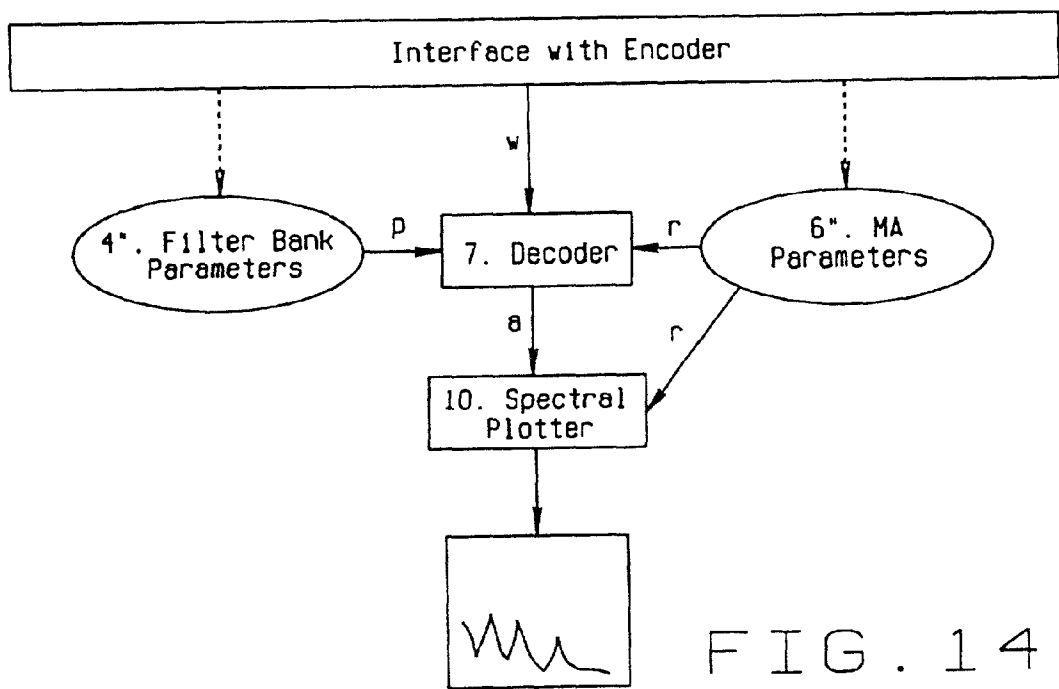 Interface with Encoder
w
4". Filter Bank
Parameters
p
7. Decoder
r
6". MA
Parameters
a
r
10. Spectral
Plotter
FIG. 14